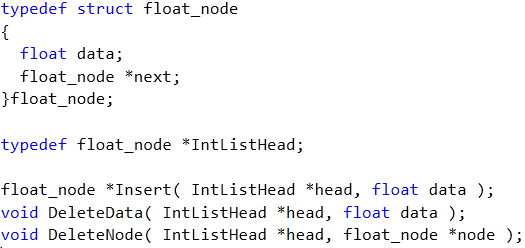 typedef struct float_node
{
  float data;
  float_node *next;
}float_node;

typedef float_node *IntListHead;

float_node *Insert( IntListHead *head, float data );
void DeleteData( IntListHead *head, float data );
void DeleteNode( IntListHead *head, float_node *node );